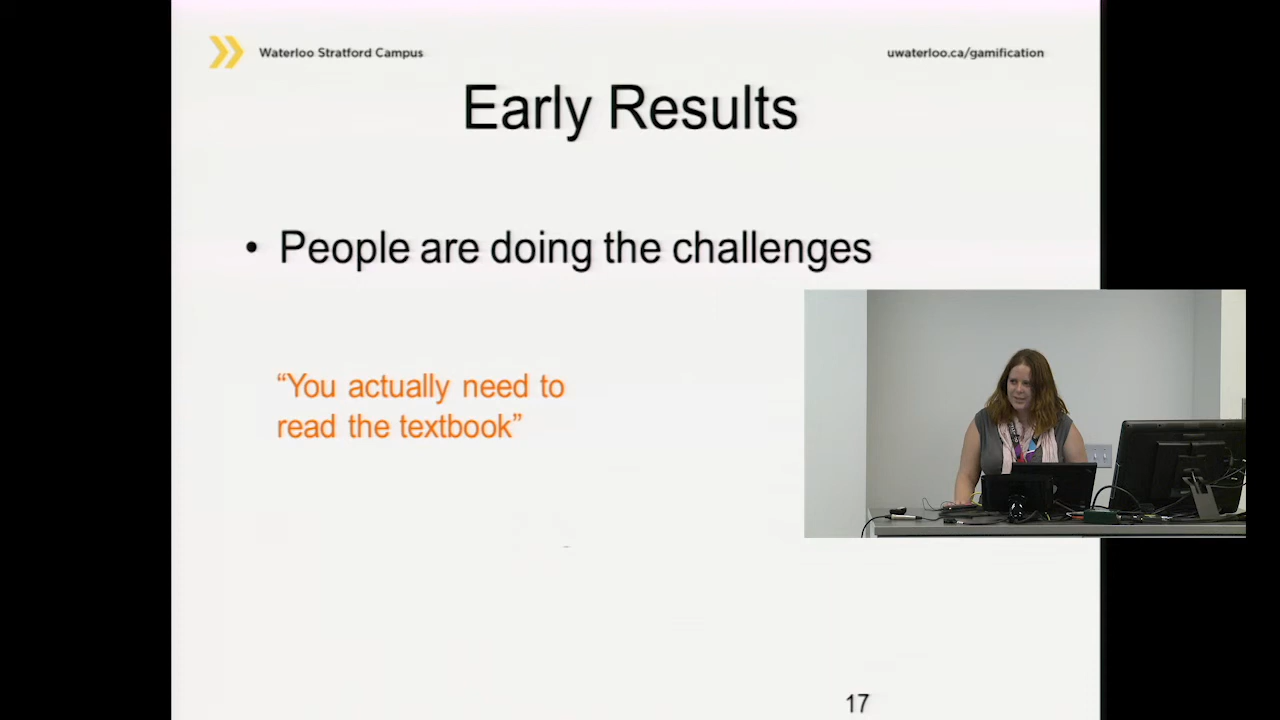 Waterloo Stratford Campus
uwaterloo.ca/gamification
Early Results
• People are doing the challenges
“You actually need to
read the textbook”
17